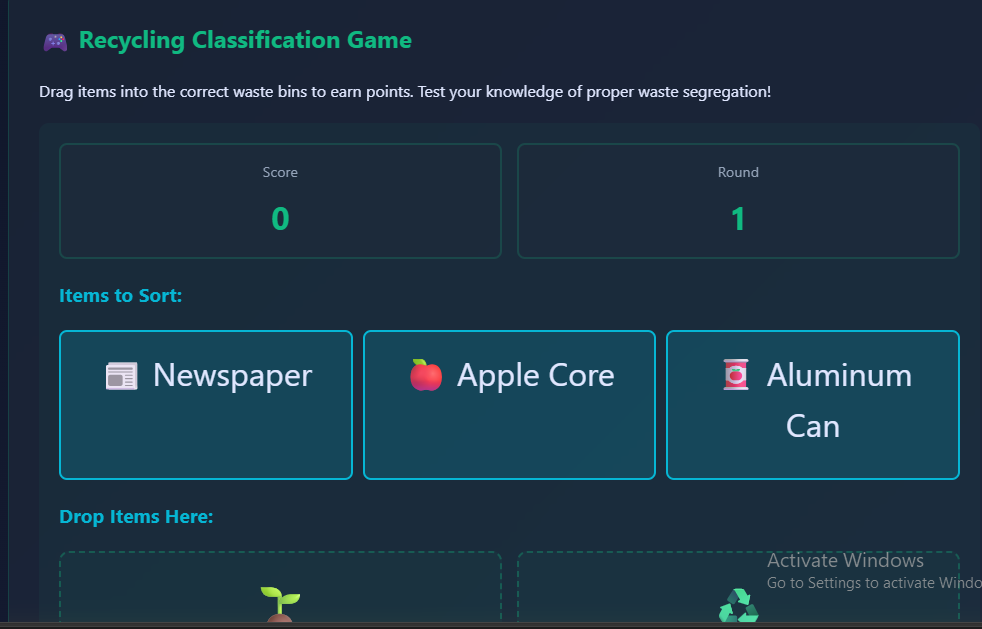 Recycling Classification Game
Drag items into the correct waste bins to earn points. Test your knowledge of proper waste segregation!
Score
Round
0
1
Items to Sort:
Newspaper
Apple Core
Aluminum
Can
Drop Items Here:
Activate Windows
Go to Settings to activate Windo